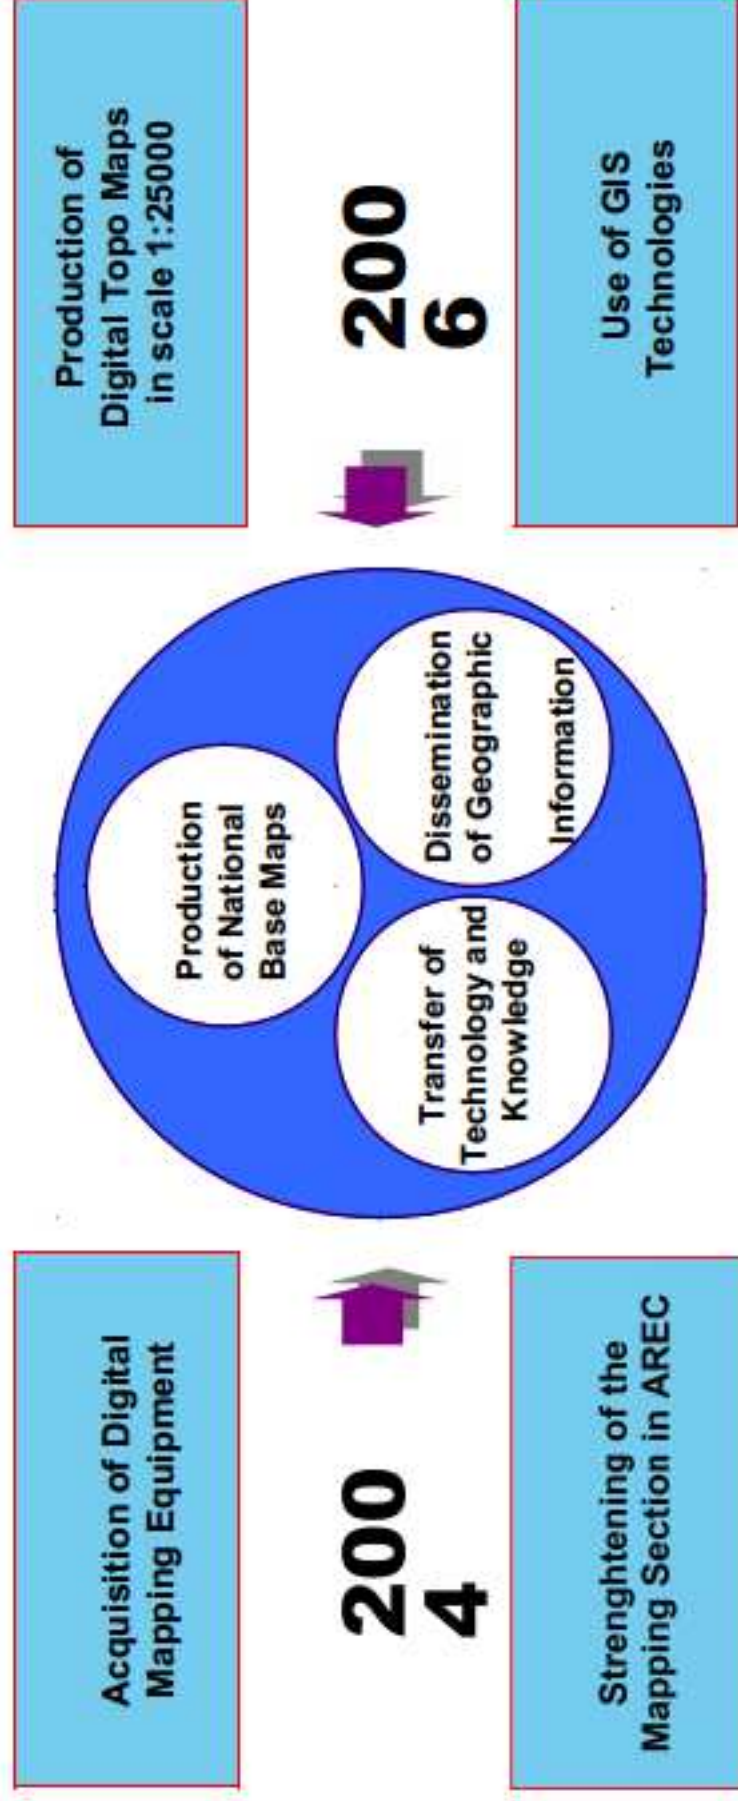 Acquisition of Digital
Mapping Equipment
200
4
Strenghtening of the
Mapping Section in AREC
Production
of National
Base Maps
Transfer of
Technology and
Knowledge
Dissemination
of Geographic
Information
Production of
Digital Topo Maps
in scale 1:25000
200
6
Use of GIS
Technologies